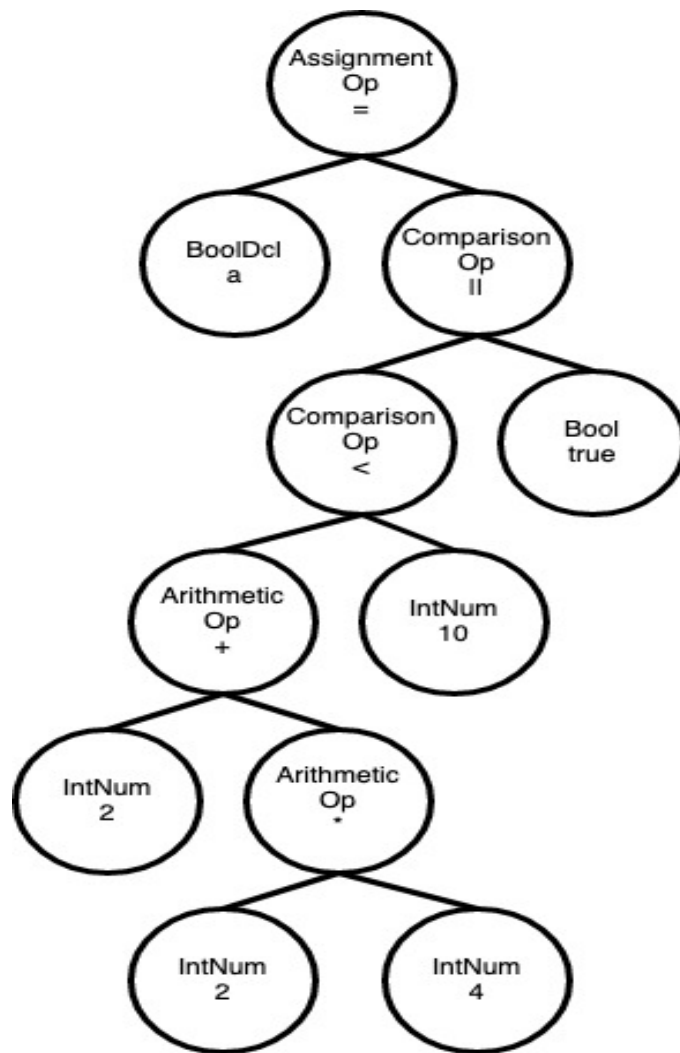 Assignment
Op
=
BoolDcl
a
Comparison
Op
||
Comparison
Op
<
Bool
true
Arithmetic
Op
+
IntNum
10
IntNum
2
Arithmetic
Op
*
IntNum
2
IntNum
4